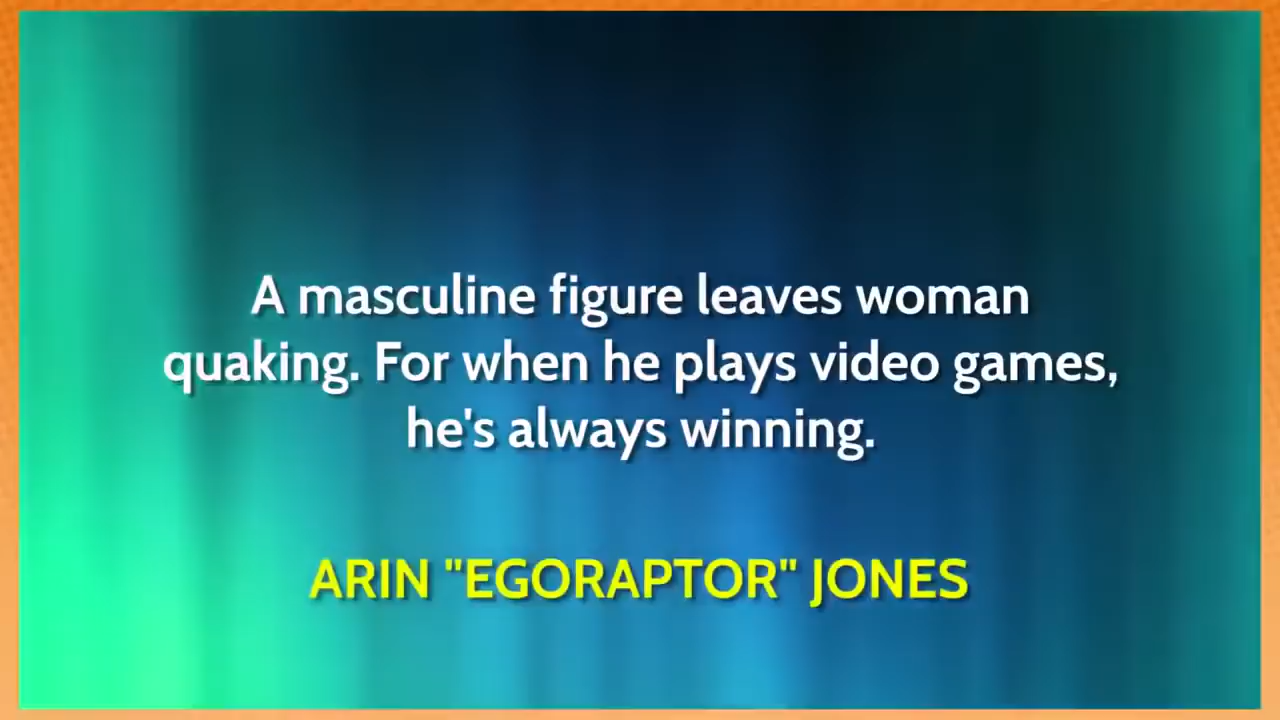 A masculine figure leaves woman
quaking. For when he plays video games,
he's always winning.
ARIN "EGORAPTOR" JONES